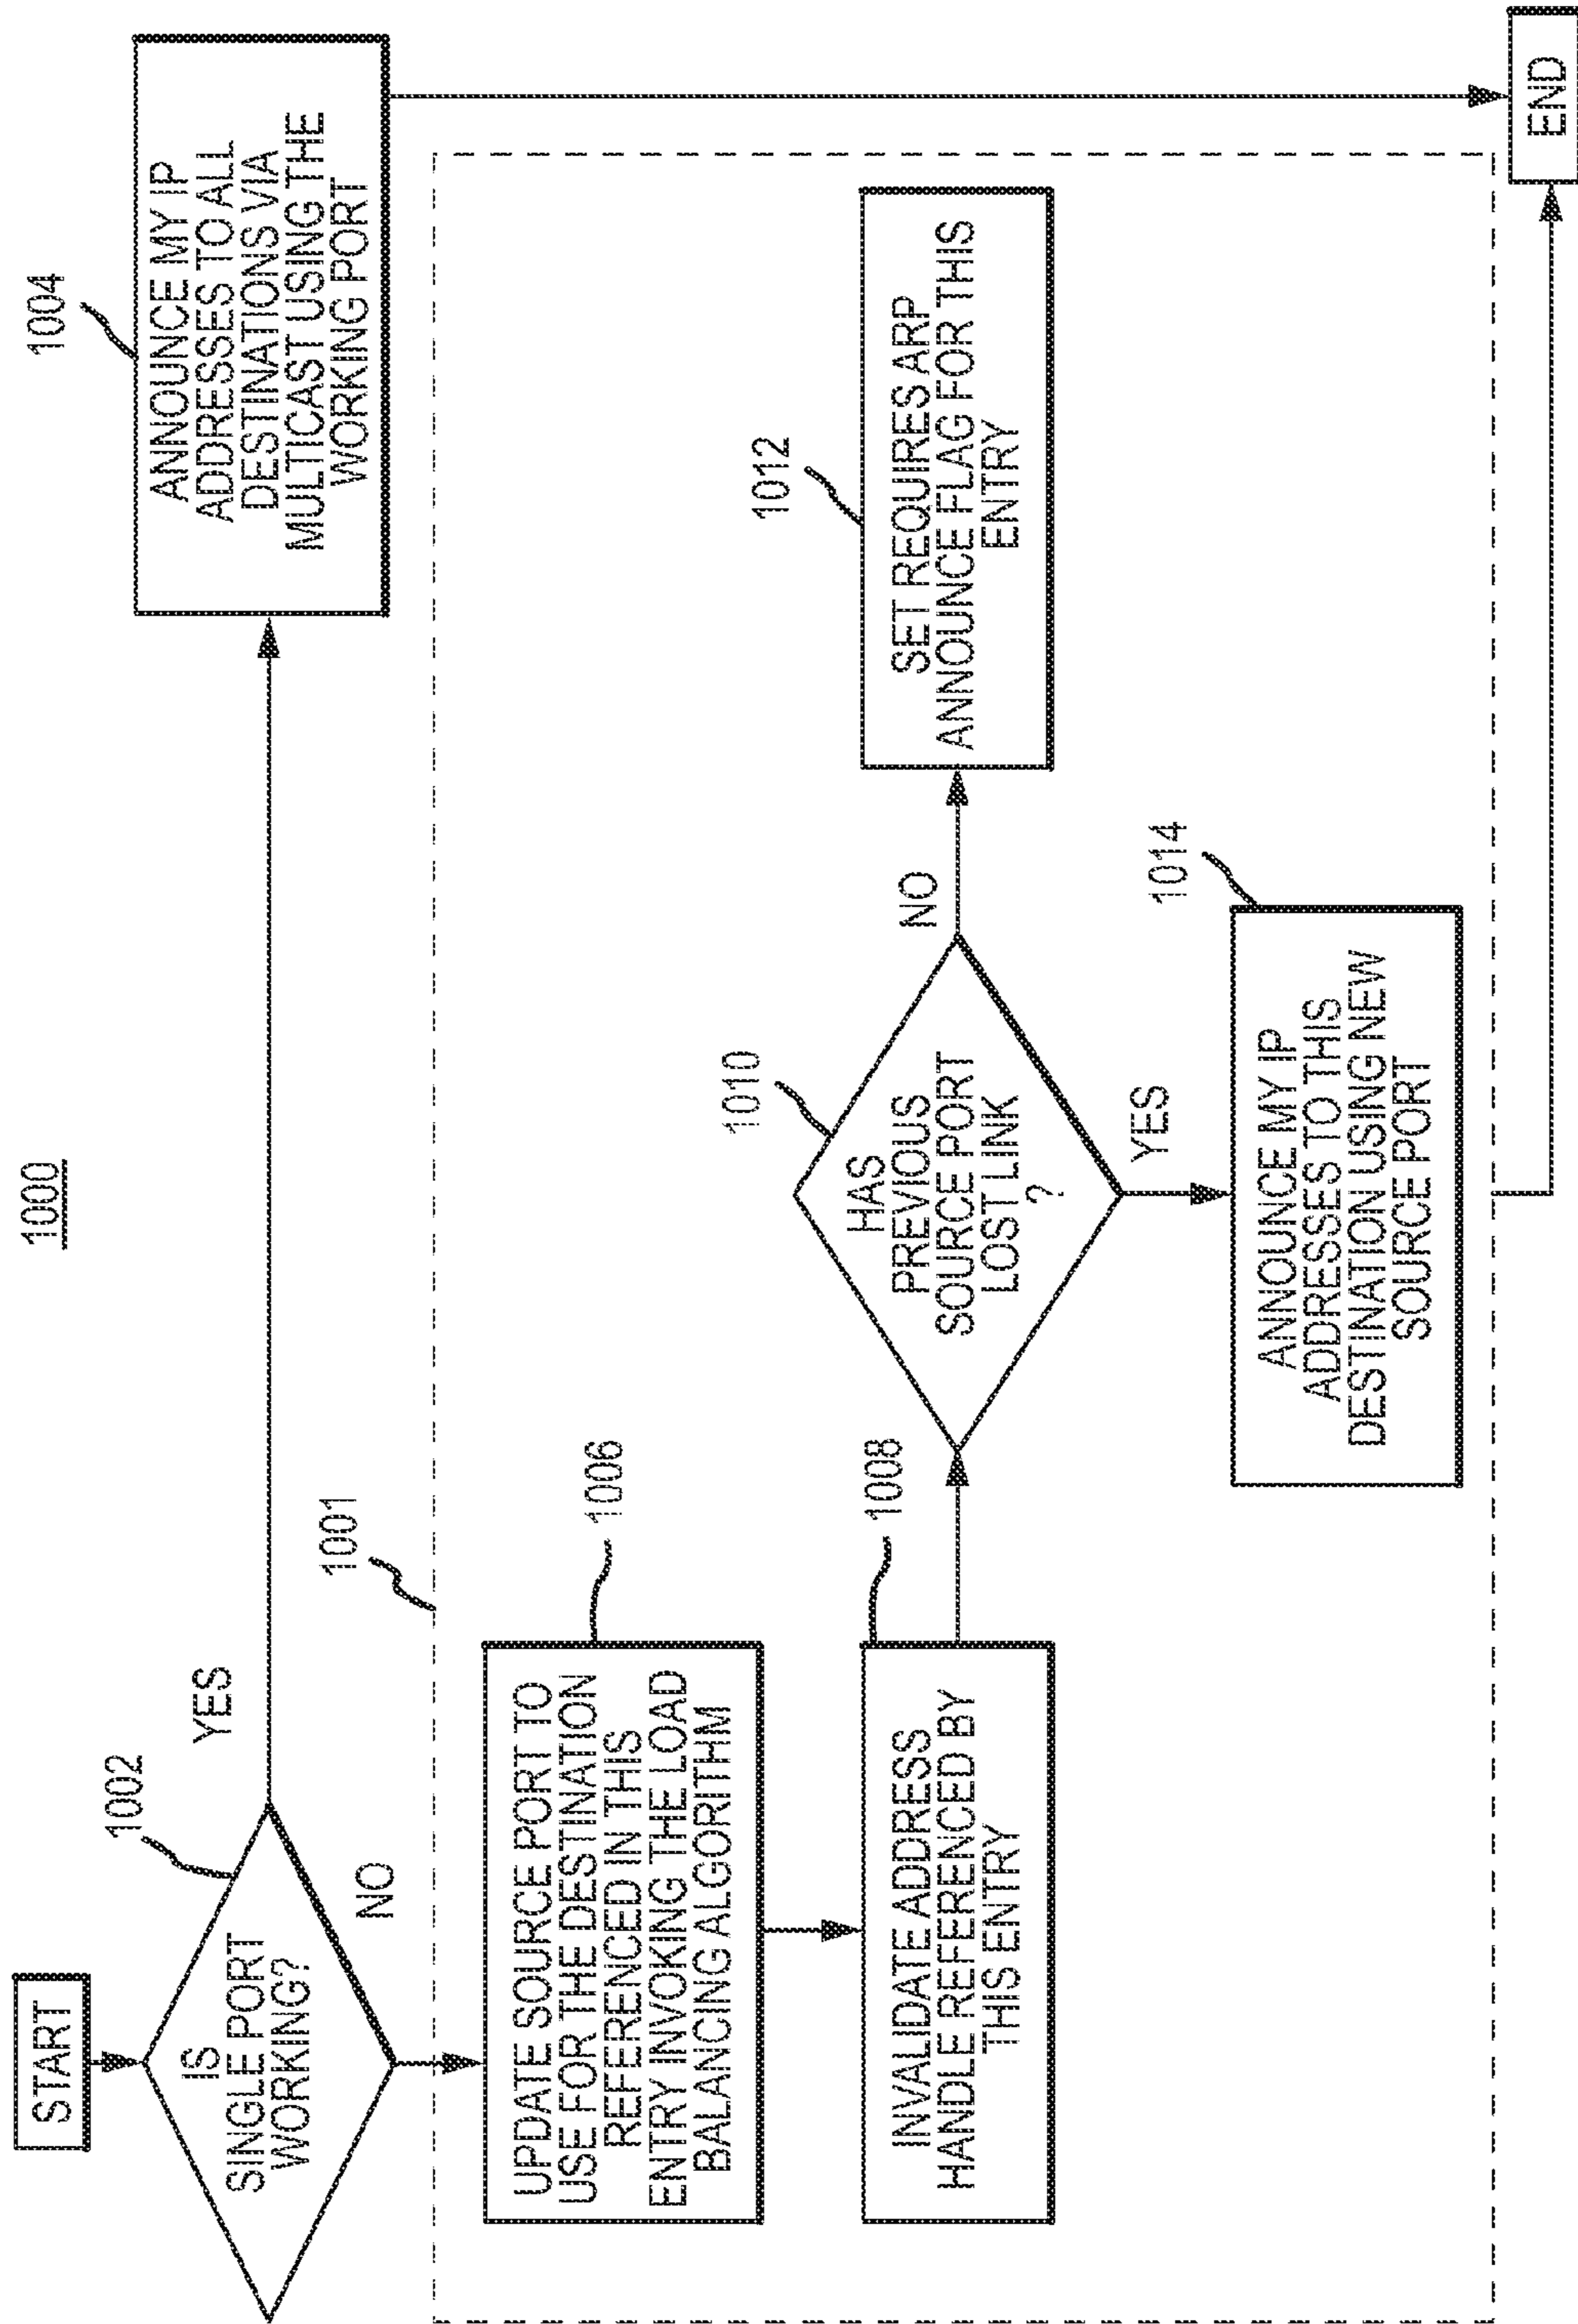 1000
START
IS
SINGLE PORT
WORKING?
1002
YES
NO
1004
ANNOUNCE MY IP
ADDRESSES TO ALL
DESTINATIONS VIA
MULTICAST USING THE
WORKING PORT
1001
UPDATE SOURCE PORT TO
USE FOR THE DESTINATION
REFERENCED IN THIS
ENTRY INVOKING THE LOAD
BALANCING ALGORITHM
1006
INVALIDATE ADDRESS
HANDLE REFERENCED BY
THIS ENTRY
1008
HAS
PREVIOUS
SOURCE PORT
LOST LINK
?
1010
NO
YES
SET REQUIRES ARP
ANNOUNCE FLAG FOR THIS
ENTRY
1012
ANNOUNCE MY IP
ADDRESSES TO THIS
DESTINATION USING NEW
SOURCE PORT
1014
END